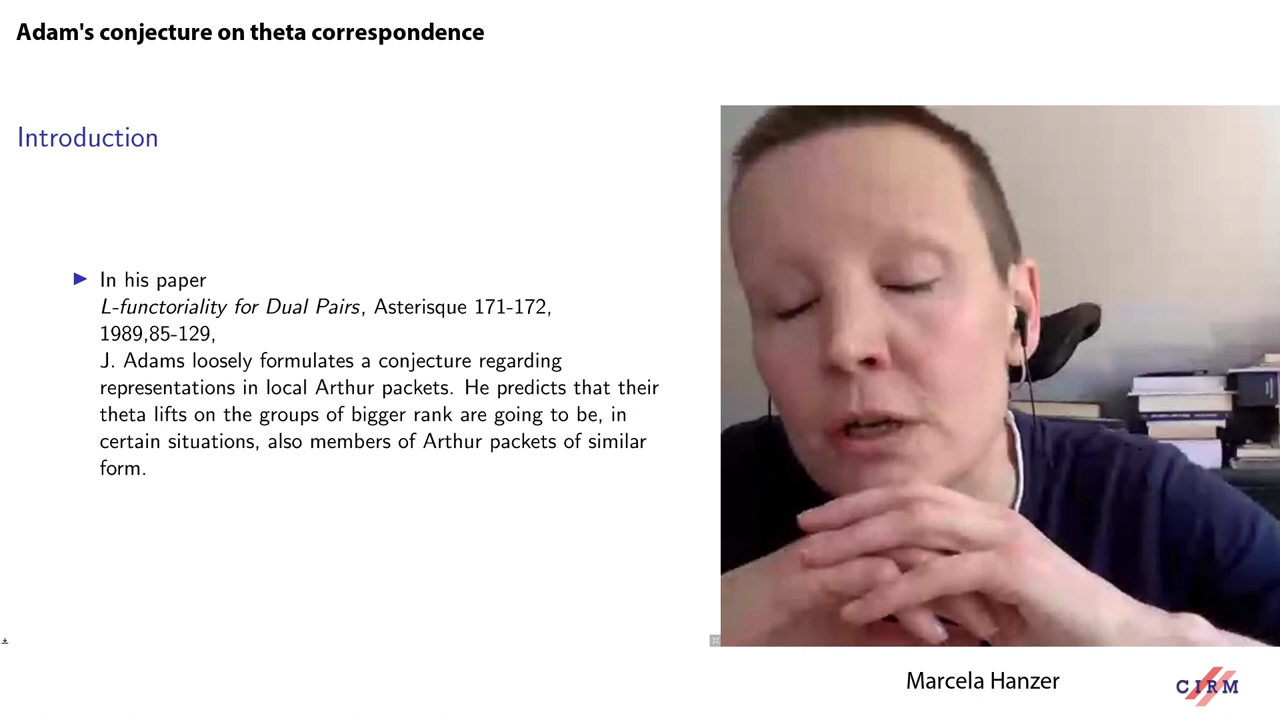 Adam's conjecture on theta correspondence
Introduction
▶ In his paper
L-functoriality for Dual Pairs, Asterisque 171-172,
1989,85-129,
J. Adams loosely formulates a conjecture regarding
representations in local Arthur packets. He predicts that their
theta lifts on the groups of bigger rank are going to be, in
certain situations, also members of Arthur packets of similar
form.
Marcela Hanzer
CIRM